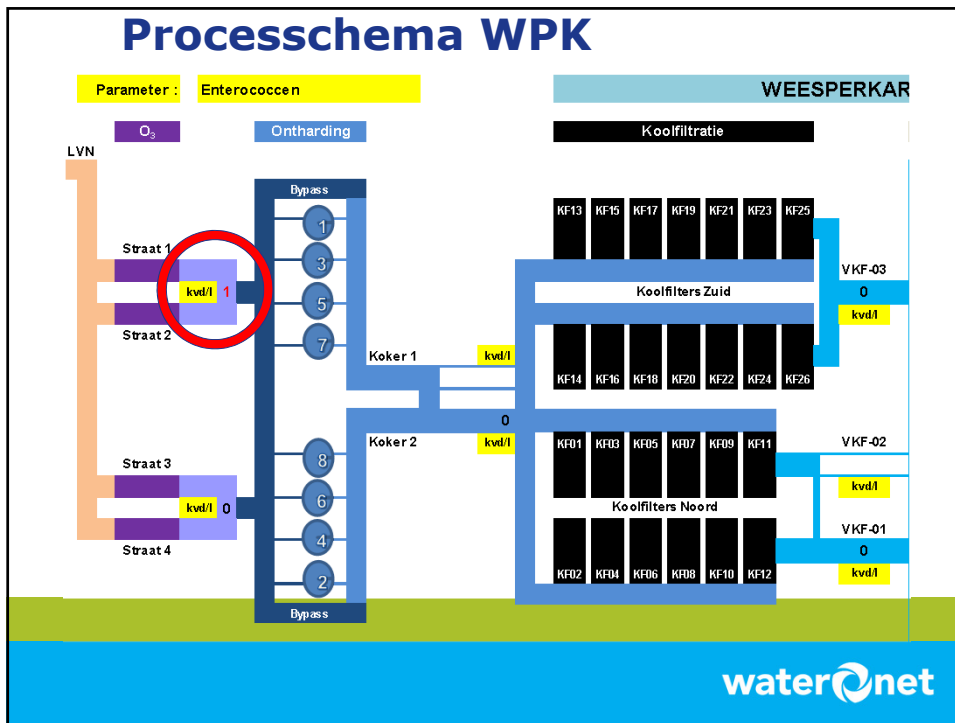 Processchema WPK
Parameter : Enterococcen
WEESPERKAR
O₃
Ontharding
Koolfiltratie
LVN
Bypass
KF13 KF15 KF17 KF19 KF21 KF23 KF25
1
Straat 1
3
VKF-03
kvd/l 1
5
Koolfilters Zuid
0
kvd/l
Straat 2
7
Koker 1
kvd/l
KF14 KF16 KF18 KF20 KF22 KF24 KF26
0
Koker 2
kvd/l
KF01 KF03 KF05 KF07 KF09 KF11
VKF-02
8
Straat 3
kvd/l
6
kvd/l 0
Koolfilters Noord
4
VKF-01
Straat 4
0
2
KF02 KF04 KF06 KF08 KF10 KF12
kvd/l
Bypass
waternet